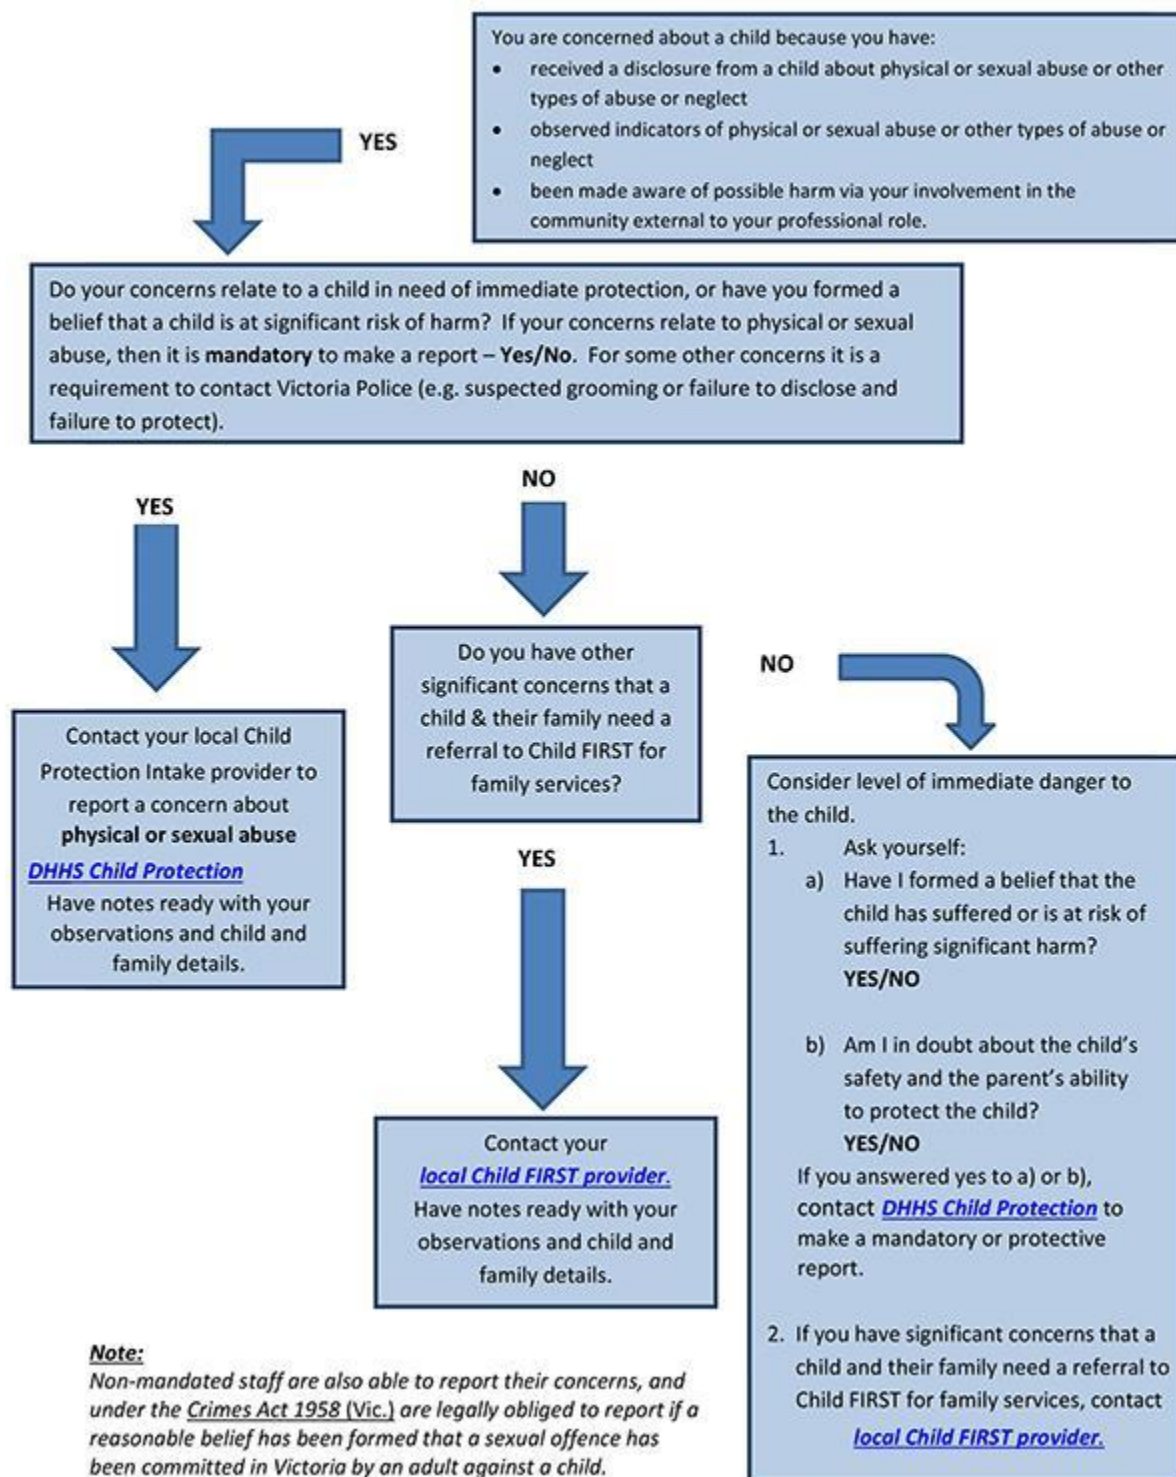 You are concerned about a child because you have:
• received a disclosure from a child about physical or sexual abuse or other
types of abuse or neglect
• observed indicators of physical or sexual abuse or other types of abuse or
neglect
• been made aware of possible harm via your involvement in the
community external to your professional role.
YES
Do your concerns relate to a child in need of immediate protection, or have you formed a
belief that a child is at significant risk of harm? If your concerns relate to physical or sexual
abuse, then it is mandatory to make a report – Yes/No. For some other concerns it is a
requirement to contact Victoria Police (e.g. suspected grooming or failure to disclose and
failure to protect).
YES
NO
Contact your local Child
Protection Intake provider to
report a concern about
physical or sexual abuse
DHHS Child Protection
Have notes ready with your
observations and child and
family details.
Do you have other
significant concerns that a
child & their family need a
referral to Child FIRST for
family services?
YES
NO
Contact your
local Child FIRST provider.
Have notes ready with your
observations and child and
family details.
Consider level of immediate danger to
the child.
1. Ask yourself:
a) Have I formed a belief that the
child has suffered or is at risk of
suffering significant harm?
YES/NO
b) Am I in doubt about the child's
safety and the parent's ability
to protect the child?
YES/NO
If you answered yes to a) or b),
contact DHHS Child Protection to
make a mandatory or protective
report.
2. If you have significant concerns that a
child and their family need a referral to
Child FIRST for family services, contact
local Child FIRST provider.
Note:
Non-mandated staff are also able to report their concerns, and
under the Crimes Act 1958 (Vic.) are legally obliged to report if a
reasonable belief has been formed that a sexual offence has
been committed in Victoria by an adult against a child.